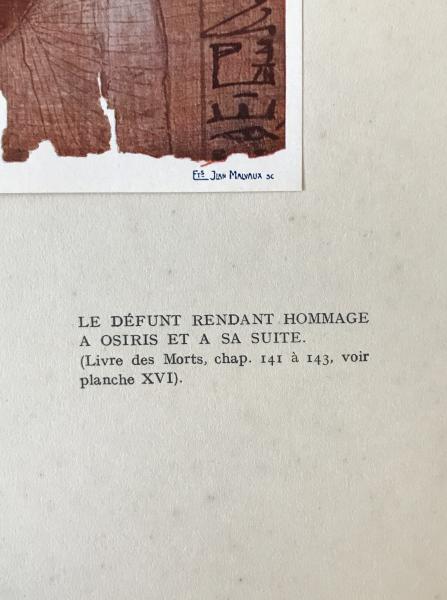 Ets Jean Malvaux sc
LE DÉFUNT RENDANT HOMMAGE
A OSIRIS ET A SA SUITE.
(Livre des Morts, chap. 141 à 143, voir
planche XVI).